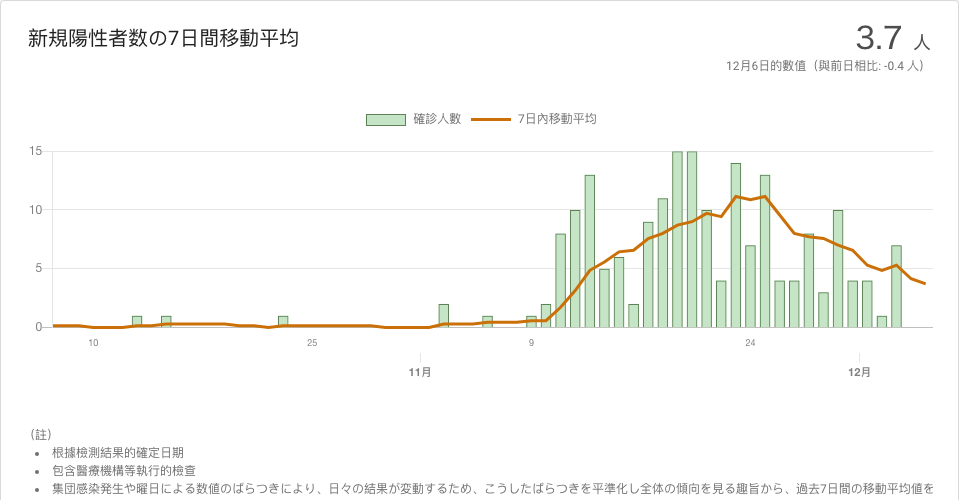 新規陽性者数の7日間移動平均
3.7 人
12月6日的數值（與前日相比: -0.4 人）
確診人數 7日內移動平均
15
10
5
0
10 25 9 24
11月 12月
（註）
• 根據檢測結果的確定日期
• 包含醫療機構等執行的檢查
• 集団感染発生や曜日による数値のばらつきにより、日々の結果が変動するため、こうしたばらつきを平準化し全体の傾向を見る趣旨から、過去7日間の移動平均値を